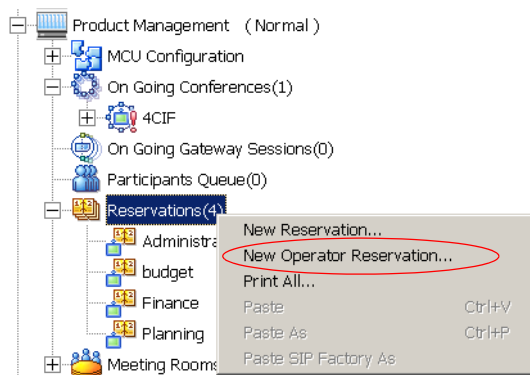 Product Management (Normal)
MCU Configuration
On Going Conferences(1)
4CIF
On Going Gateway Sessions(0)
Participants Queue(0)
Reservations(4)
Administra
budget
Finance
Planning
Meeting Rooms
New Reservation...
New Operator Reservation...
Print All...
Paste Ctrl+V
Paste As Ctrl+P
Paste SIP Factory As